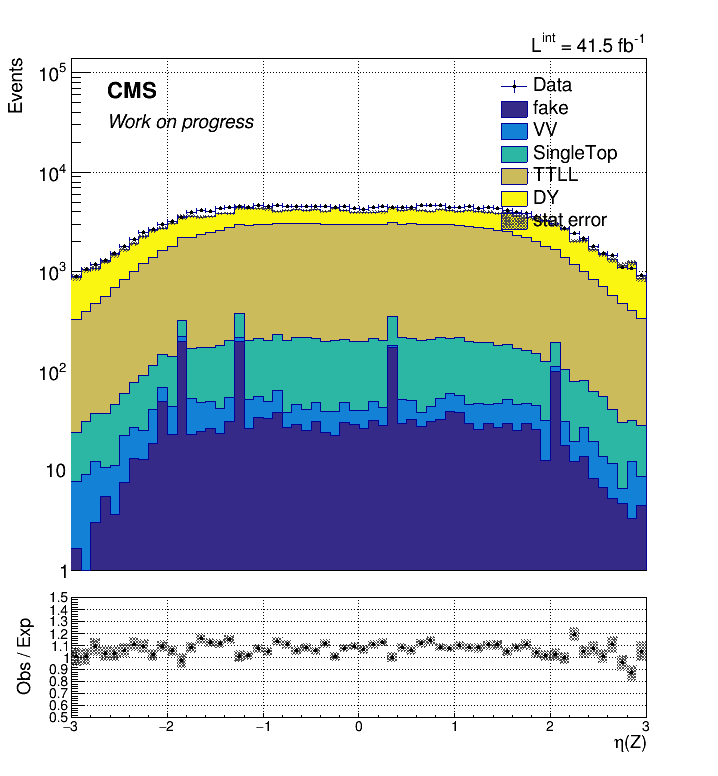 L^int = 41.5 fb^-1
Events
10^5
10^4
10^3
10^2
10
1
CMS
Work on progress
Data
fake
VV
SingleTop
TTLL
DY
stat error
Obs / Exp
1.5
1.4
1.3
1.2
1.1
1
0.9
0.8
0.7
0.6
0.5
−3
−2
−1
0
1
2
3
η(Z)